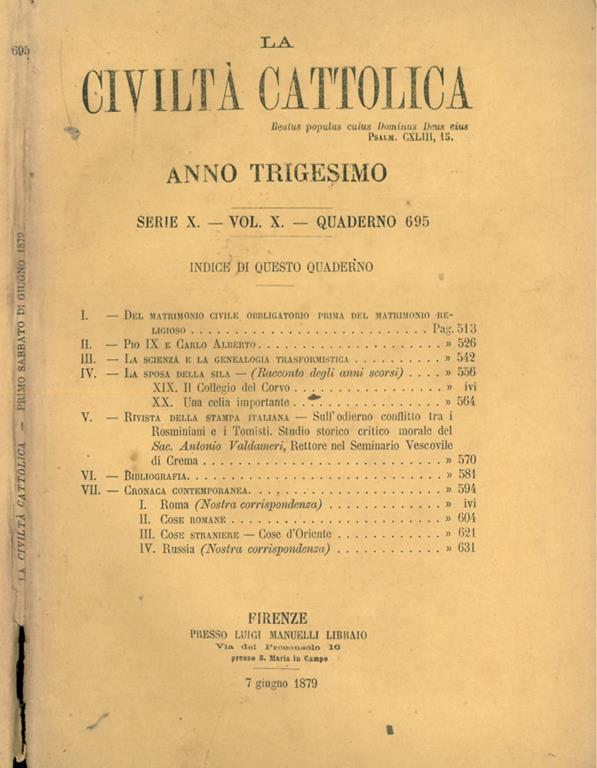 695
LA CIVILTÀ CATTOLICA — PRIMO SABBATO DI GIUGNO 1879
LA
CIVILTÀ CATTOLICA
Beatus populus cuius Dominus Deus eius
PSALM. CXLIII, 15.
ANNO TRIGESIMO
SERIE X. — VOL. X. — QUADERNO 695
INDICE DI QUESTO QUADERNO
I. — DEL MATRIMONIO CIVILE OBBLIGATORIO PRIMA DEL MATRIMONIO RE-
LIGIOSO . . . . . . . . . . . . . . . . . . . . . . . . . Pag. 513
II. — PIO IX E CARLO ALBERTO . . . . . . . . . . . . . . . . . . » 526
III. — LA SCIENZA E LA GENEALOGIA TRASFORMISTICA . . . . . . . . . » 542
IV. — LA SPOSA DELLA SILA — (Racconto degli anni scorsi) . . . . » 556
XIX. Il Collegio del Corvo . . . . . . . . . . . . . . . » ivi
XX. Una celia importante . . . . . . . . . . . . . . . . » 564
V. — RIVISTA DELLA STAMPA ITALIANA — Sull'odierno conflitto tra i
Rosminiani e i Tomisti. Studio storico critico morale del
Sac. Antonio Valdameri, Rettore nel Seminario Vescovile
di Crema . . . . . . . . . . . . . . . . . . . . . . . . » 570
VI. — BIBLIOGRAFIA. . . . . . . . . . . . . . . . . . . . . . . . » 581
VII. — CRONACA CONTEMPORANEA. . . . . . . . . . . . . . . . . . . » 594
I. Roma (Nostra corrispondenza) . . . . . . . . . . . . » ivi
II. COSE ROMANE . . . . . . . . . . . . . . . . . . . . » 604
III. COSE STRANIERE — Cose d'Oriente . . . . . . . . . . » 621
IV. Russia (Nostra corrispondenza) . . . . . . . . . . . » 631
FIRENZE
PRESSO LUIGI MANUELLI LIBRAIO
Via del Proconsolo 16
presso S. Maria in Campo
7 giugno 1879